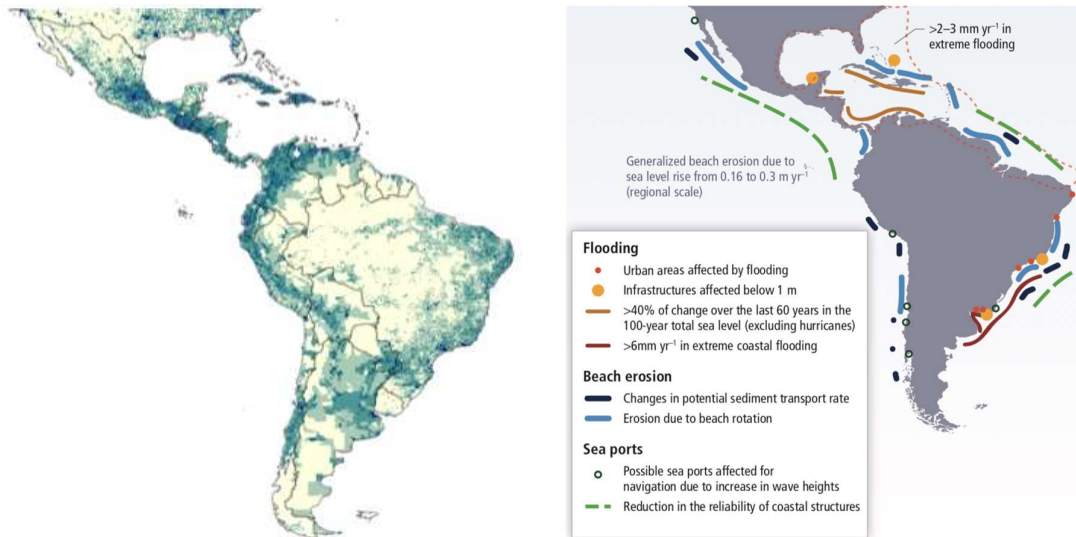 >2–3 mm yr⁻¹ in
extreme flooding
Generalized beach erosion due to
sea level rise from 0.16 to 0.3 m yr⁻¹
(regional scale)
Flooding
Urban areas affected by flooding
Infrastructures affected below 1 m
>40% of change over the last 60 years in the
100-year total sea level (excluding hurricanes)
>6mm yr⁻¹ in extreme coastal flooding
Beach erosion
Changes in potential sediment transport rate
Erosion due to beach rotation
Sea ports
Possible sea ports affected for
navigation due to increase in wave heights
Reduction in the reliability of coastal structures